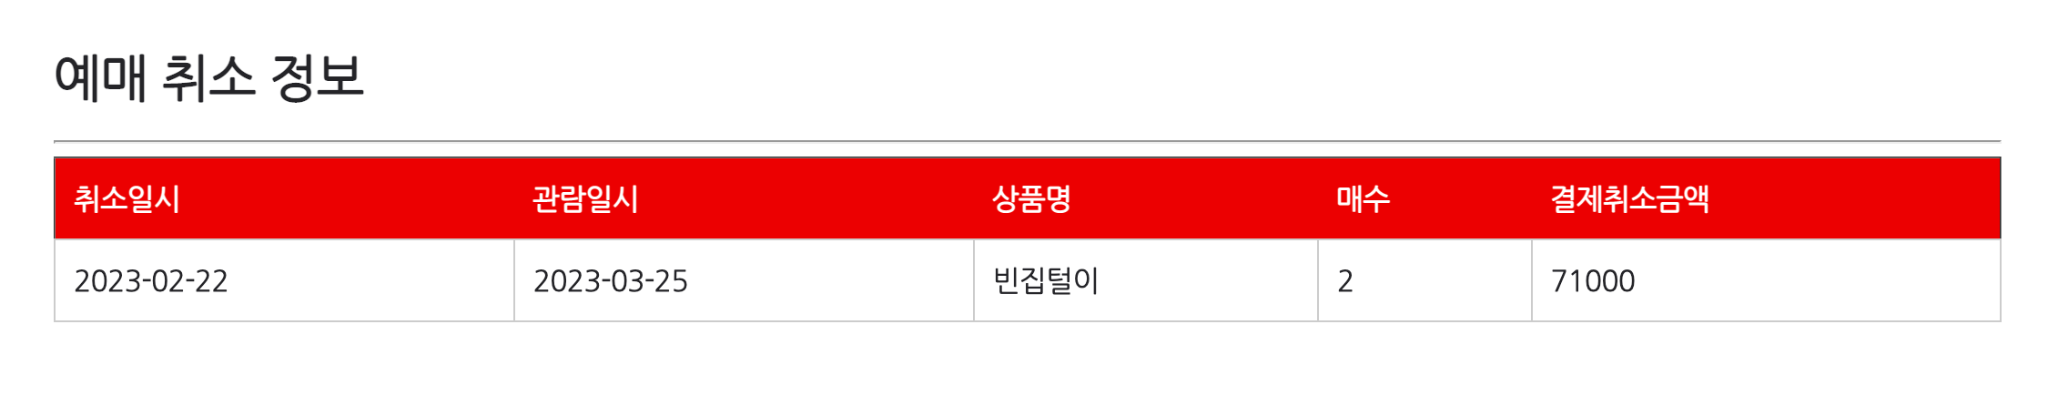 예매 취소 정보
취소일시 관람일시 상품명 매수 결제취소금액
2023-02-22 2023-03-25 빈집털이 2 71000